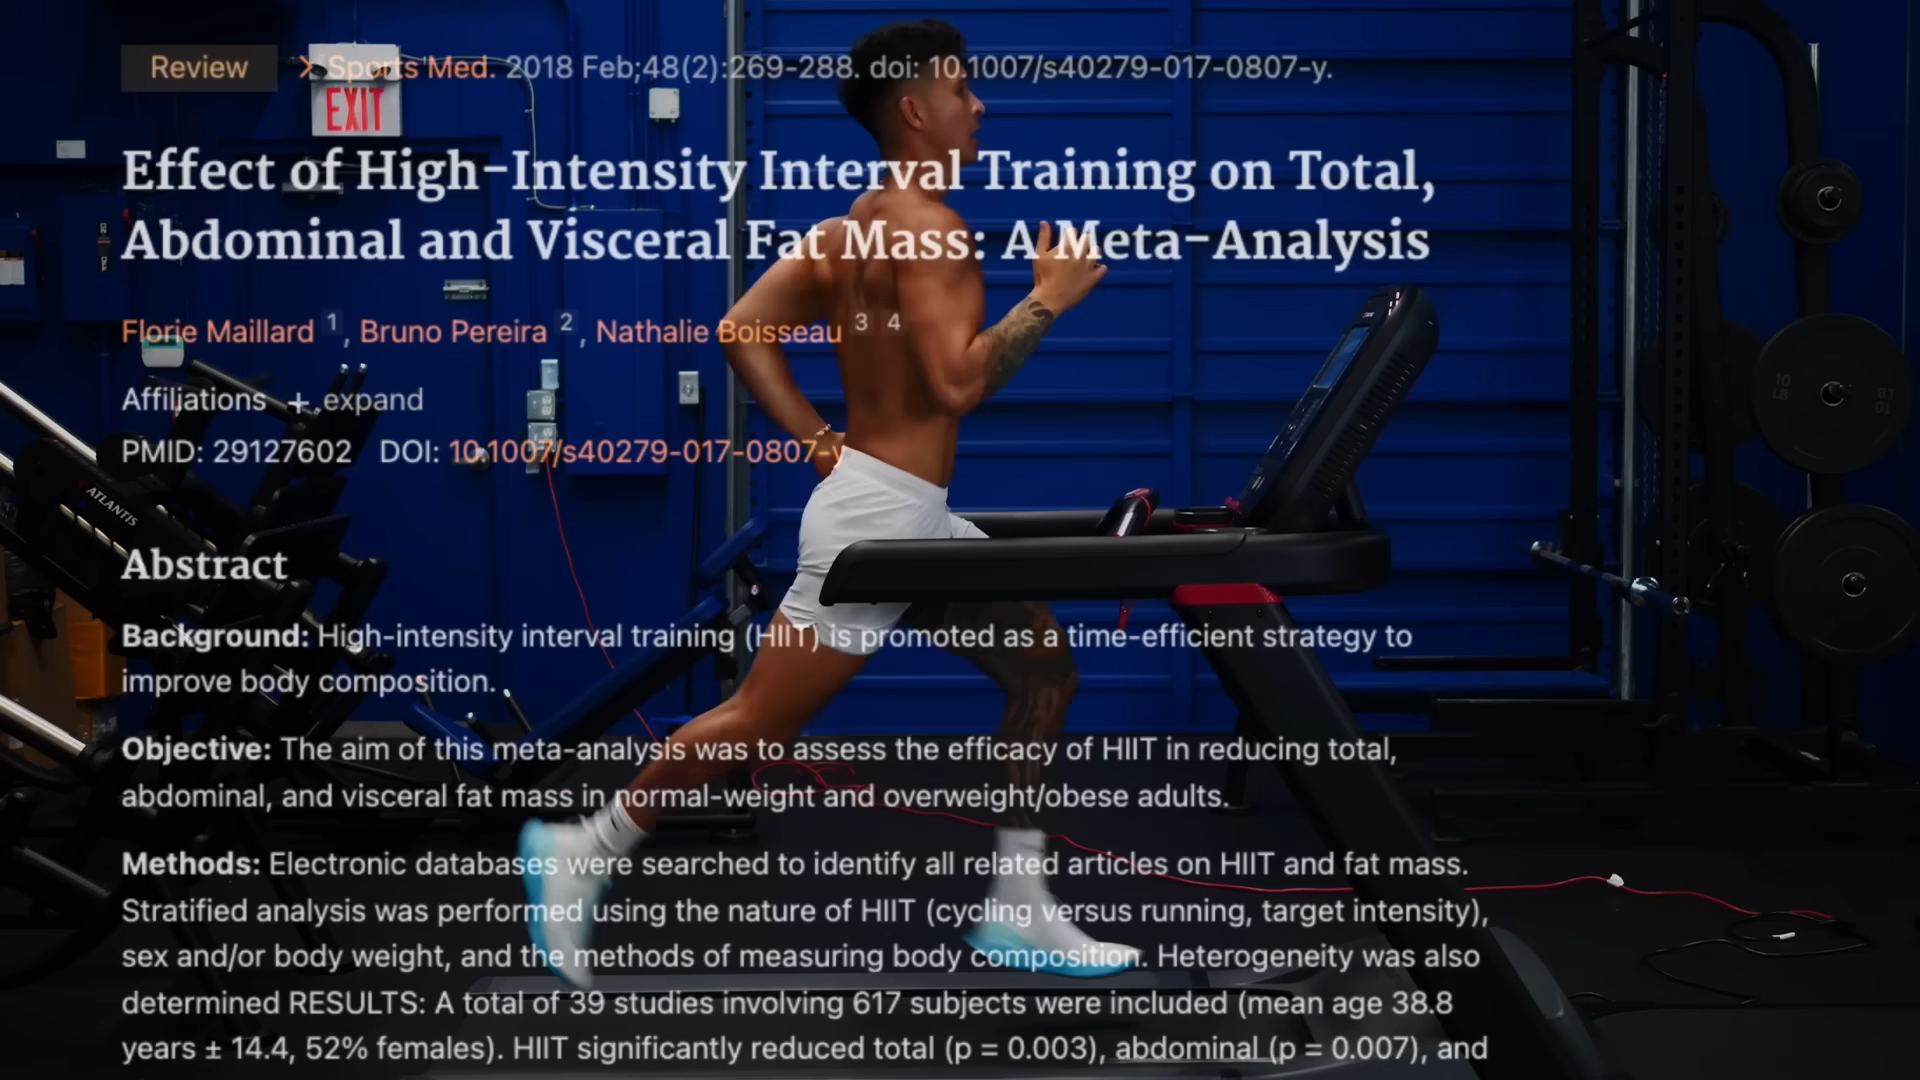 Review > Sports Med. 2018 Feb;48(2):269-288. doi: 10.1007/s40279-017-0807-y.
EXIT
Effect of High-Intensity Interval Training on Total,
Abdominal and Visceral Fat Mass: A Meta-Analysis
Florie Maillard 1, Bruno Pereira 2, Nathalie Boisseau 3 4
Affiliations + expand
PMID: 29127602 DOI: 10.1007/s40279-017-0807-y
ATLANTIS
Abstract
Background: High-intensity interval training (HIIT) is promoted as a time-efficient strategy to
improve body composition.
Objective: The aim of this meta-analysis was to assess the efficacy of HIIT in reducing total,
abdominal, and visceral fat mass in normal-weight and overweight/obese adults.
Methods: Electronic databases were searched to identify all related articles on HIIT and fat mass.
Stratified analysis was performed using the nature of HIIT (cycling versus running, target intensity),
sex and/or body weight, and the methods of measuring body composition. Heterogeneity was also
determined RESULTS: A total of 39 studies involving 617 subjects were included (mean age 38.8
years ± 14.4, 52% females). HIIT significantly reduced total (p = 0.003), abdominal (p = 0.007), and